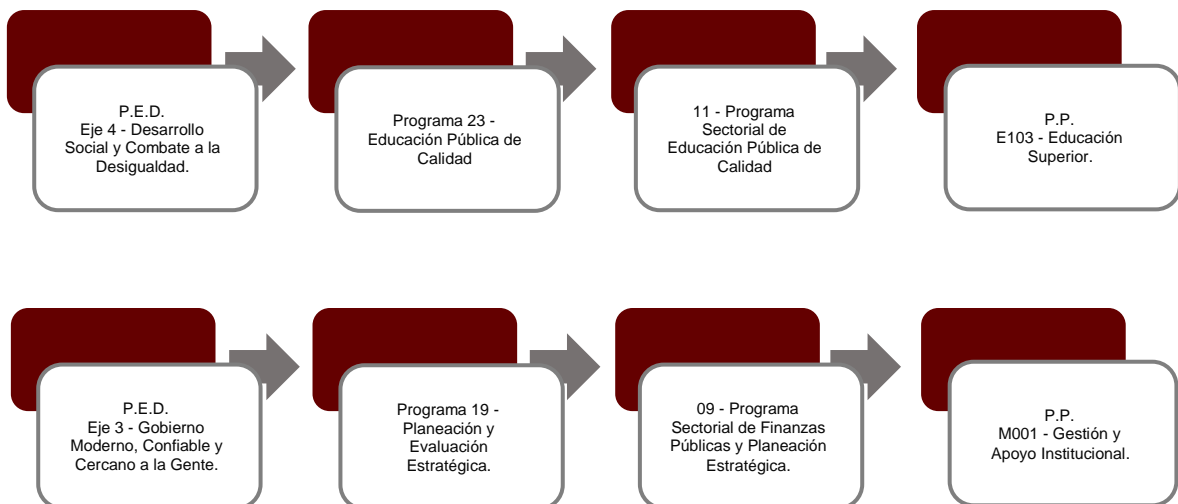 P.E.D.
Eje 4 - Desarrollo
Social y Combate a la
Desigualdad.
Programa 23 -
Educación Pública de
Calidad
11 - Programa
Sectorial de
Educación Pública de
Calidad
P.P.
E103 - Educación
Superior.
P.E.D.
Eje 3 - Gobierno
Moderno, Confiable y
Cercano a la Gente.
Programa 19 -
Planeación y
Evaluación
Estratégica.
09 - Programa
Sectorial de Finanzas
Públicas y Planeación
Estratégica.
P.P.
M001 - Gestión y
Apoyo Institucional.